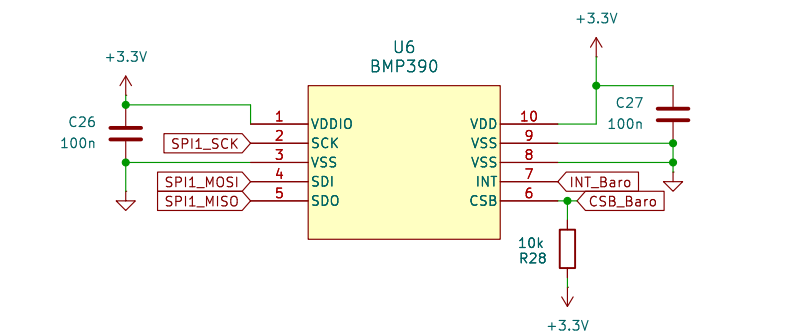 +3.3V
+3.3V
U6
BMP390
C26
100n
C27
100n
1 VDDIO
VDD 10
SPI1_SCK 2 SCK
VSS 9
3 VSS
VSS 8
SPI1_MOSI 4 SDI
INT 7 INT_Baro
SPI1_MISO 5 SDO
CSB 6 CSB_Baro
10k
R28
+3.3V